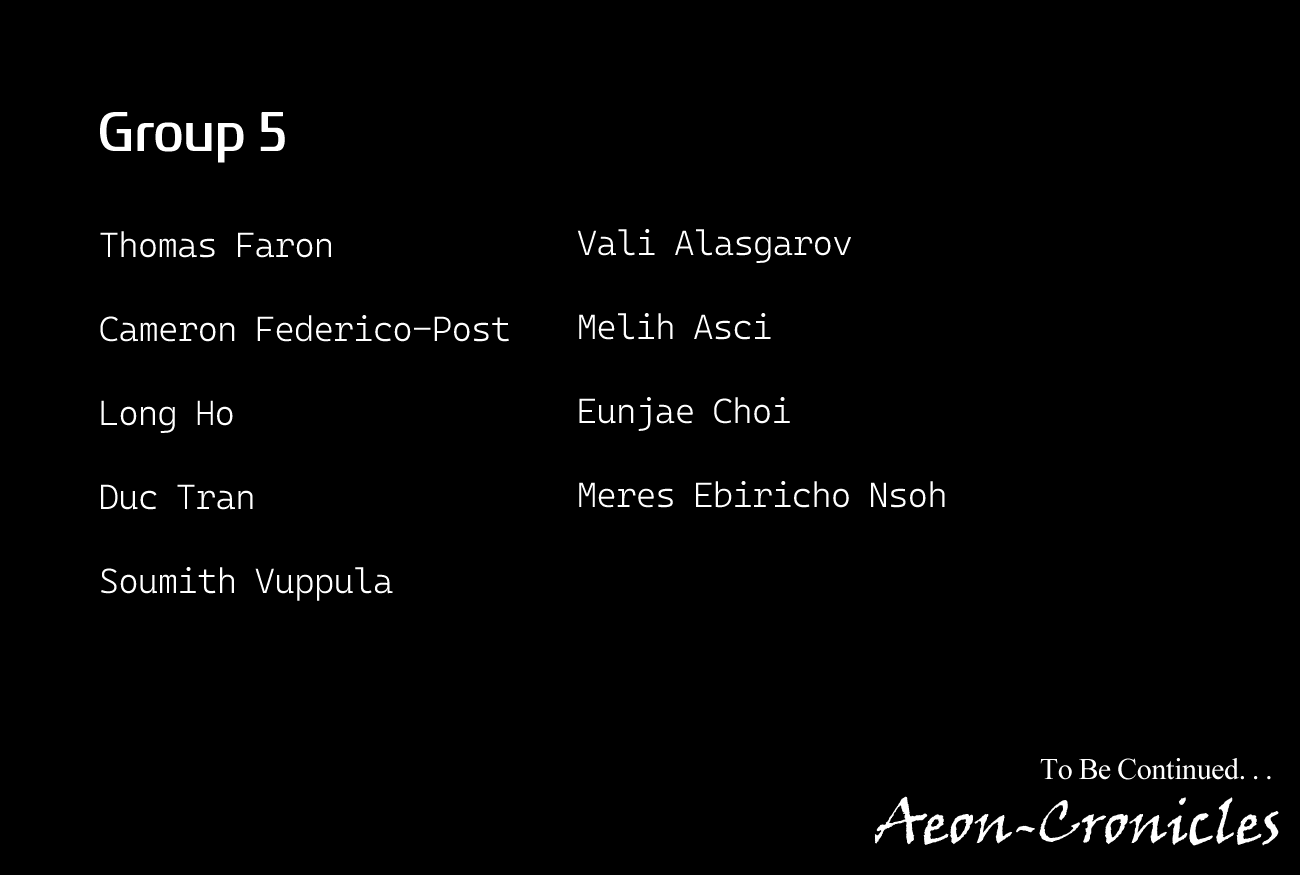 Group 5
Thomas Faron
Cameron Federico-Post
Long Ho
Duc Tran
Soumith Vuppula
Vali Alasgarov
Melih Asci
Eunjae Choi
Meres Ebiricho Nsoh
To Be Continued. . .
Aeon-Cronicles